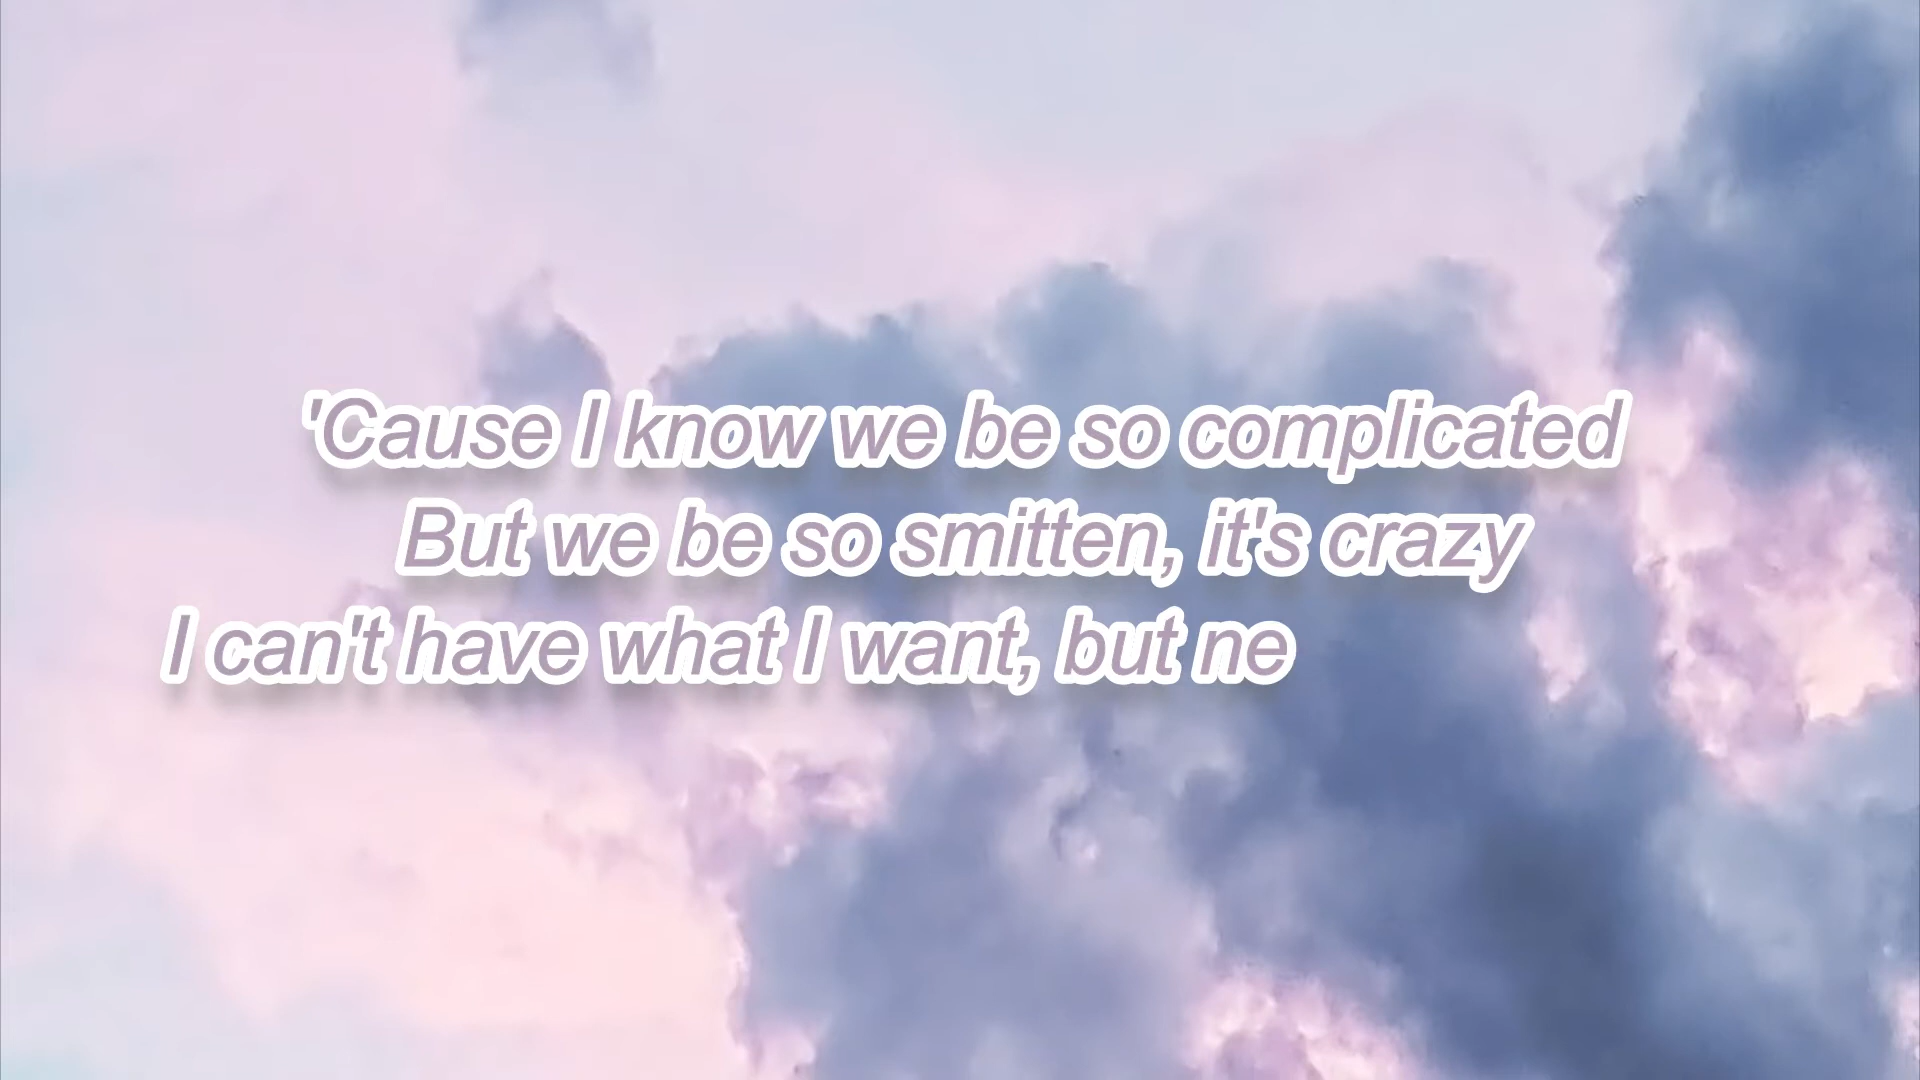 'Cause I know we be so complicated
But we be so smitten, it's crazy
I can't have what I want, but ne